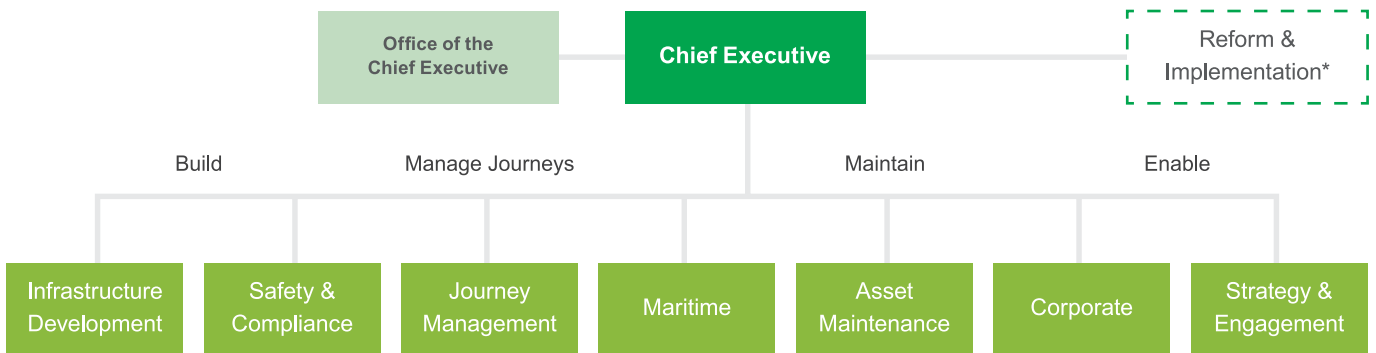 Office of the
Chief Executive
Chief Executive
Reform &
Implementation*
Build
Manage Journeys
Maintain
Enable
Infrastructure
Development
Safety &
Compliance
Journey
Management
Maritime
Asset
Maintenance
Corporate
Strategy &
Engagement